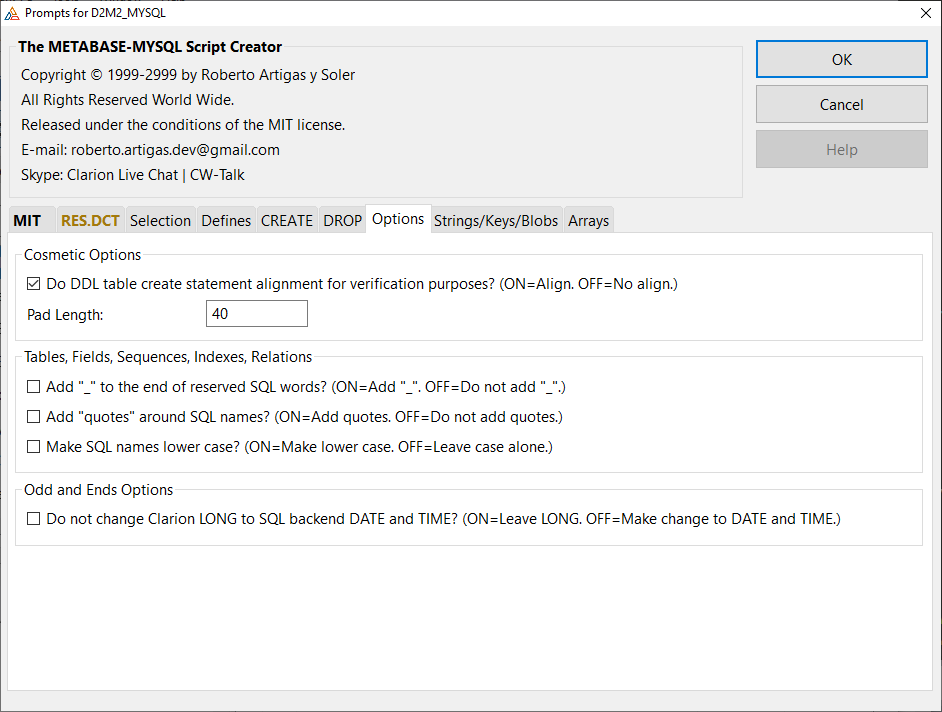 Prompts for D2M2_MYSQL
The METABASE-MYSQL Script Creator
Copyright © 1999-2999 by Roberto Artigas y Soler
All Rights Reserved World Wide.
Released under the conditions of the MIT license.
E-mail: roberto.artigas.dev@gmail.com
Skype: Clarion Live Chat | CW-Talk
OK
Cancel
Help
MIT RES.DCT Selection Defines CREATE DROP Options Strings/Keys/Blobs Arrays
Cosmetic Options
Do DDL table create statement alignment for verification purposes? (ON=Align. OFF=No align.)
Pad Length: 40
Tables, Fields, Sequences, Indexes, Relations
Add "_" to the end of reserved SQL words? (ON=Add "_". OFF=Do not add "_".)
Add "quotes" around SQL names? (ON=Add quotes. OFF=Do not add quotes.)
Make SQL names lower case? (ON=Make lower case. OFF=Leave case alone.)
Odd and Ends Options
Do not change Clarion LONG to SQL backend DATE and TIME? (ON=Leave LONG. OFF=Make change to DATE and TIME.)